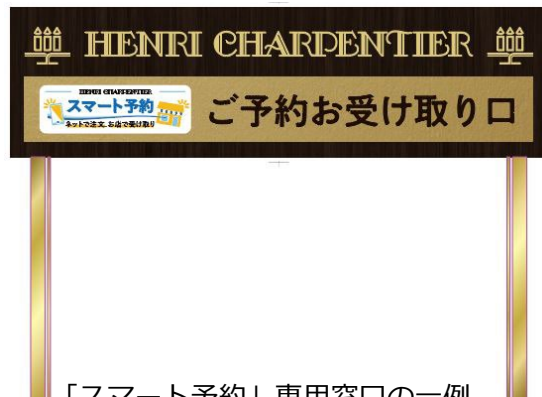 HENRI CHARPENTIER
HENRI CHARPENTIER
スマート予約
ネットで注文、お店で受け取り
ご予約お受け取り口
「スマート予約」専用窓口の一例